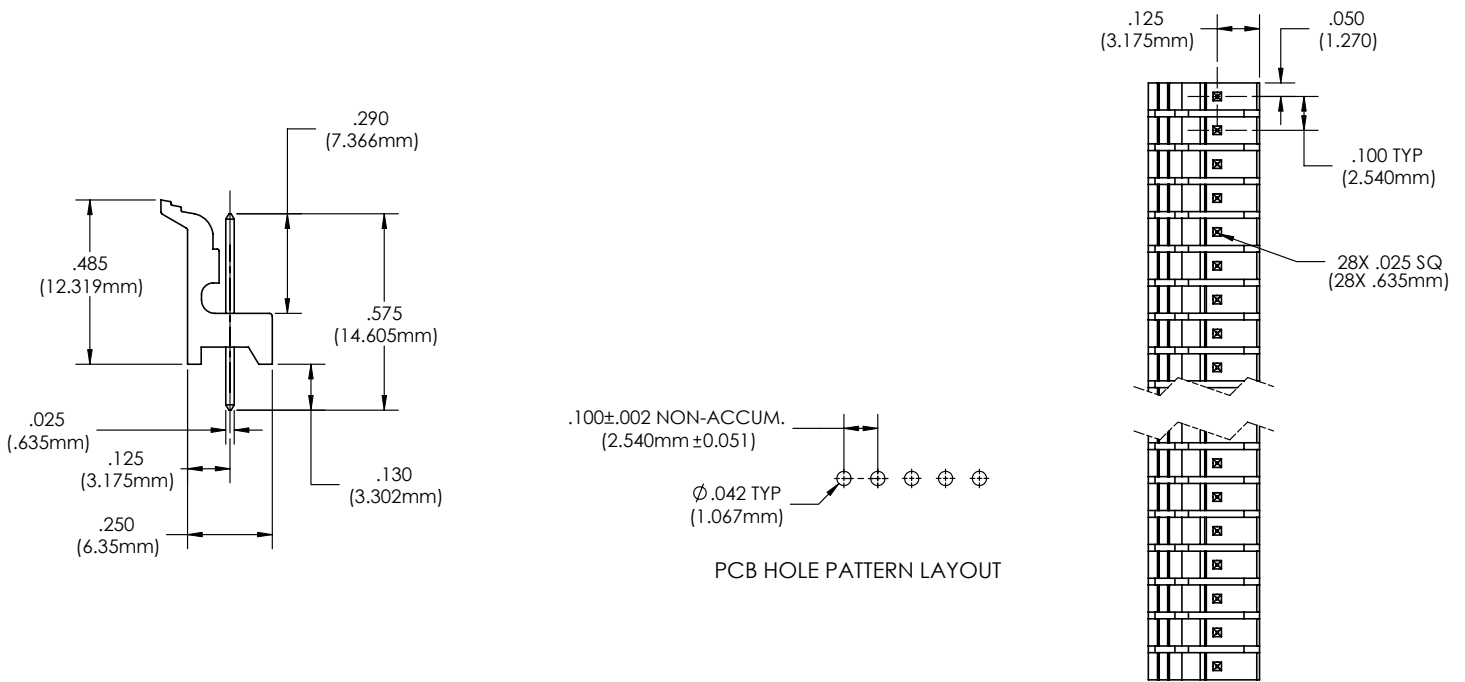 .290
(7.366mm)
.485
(12.319mm)
.575
(14.605mm)
.025
(.635mm)
.125
(3.175mm)
.130
(3.302mm)
.250
(6.35mm)
.100±.002 NON-ACCUM.
(2.540mm ±0.051)
Ø .042 TYP
(1.067mm)
PCB HOLE PATTERN LAYOUT
.125
(3.175mm)
.050
(1.270)
.100 TYP
(2.540mm)
28X .025 SQ
(28X .635mm)